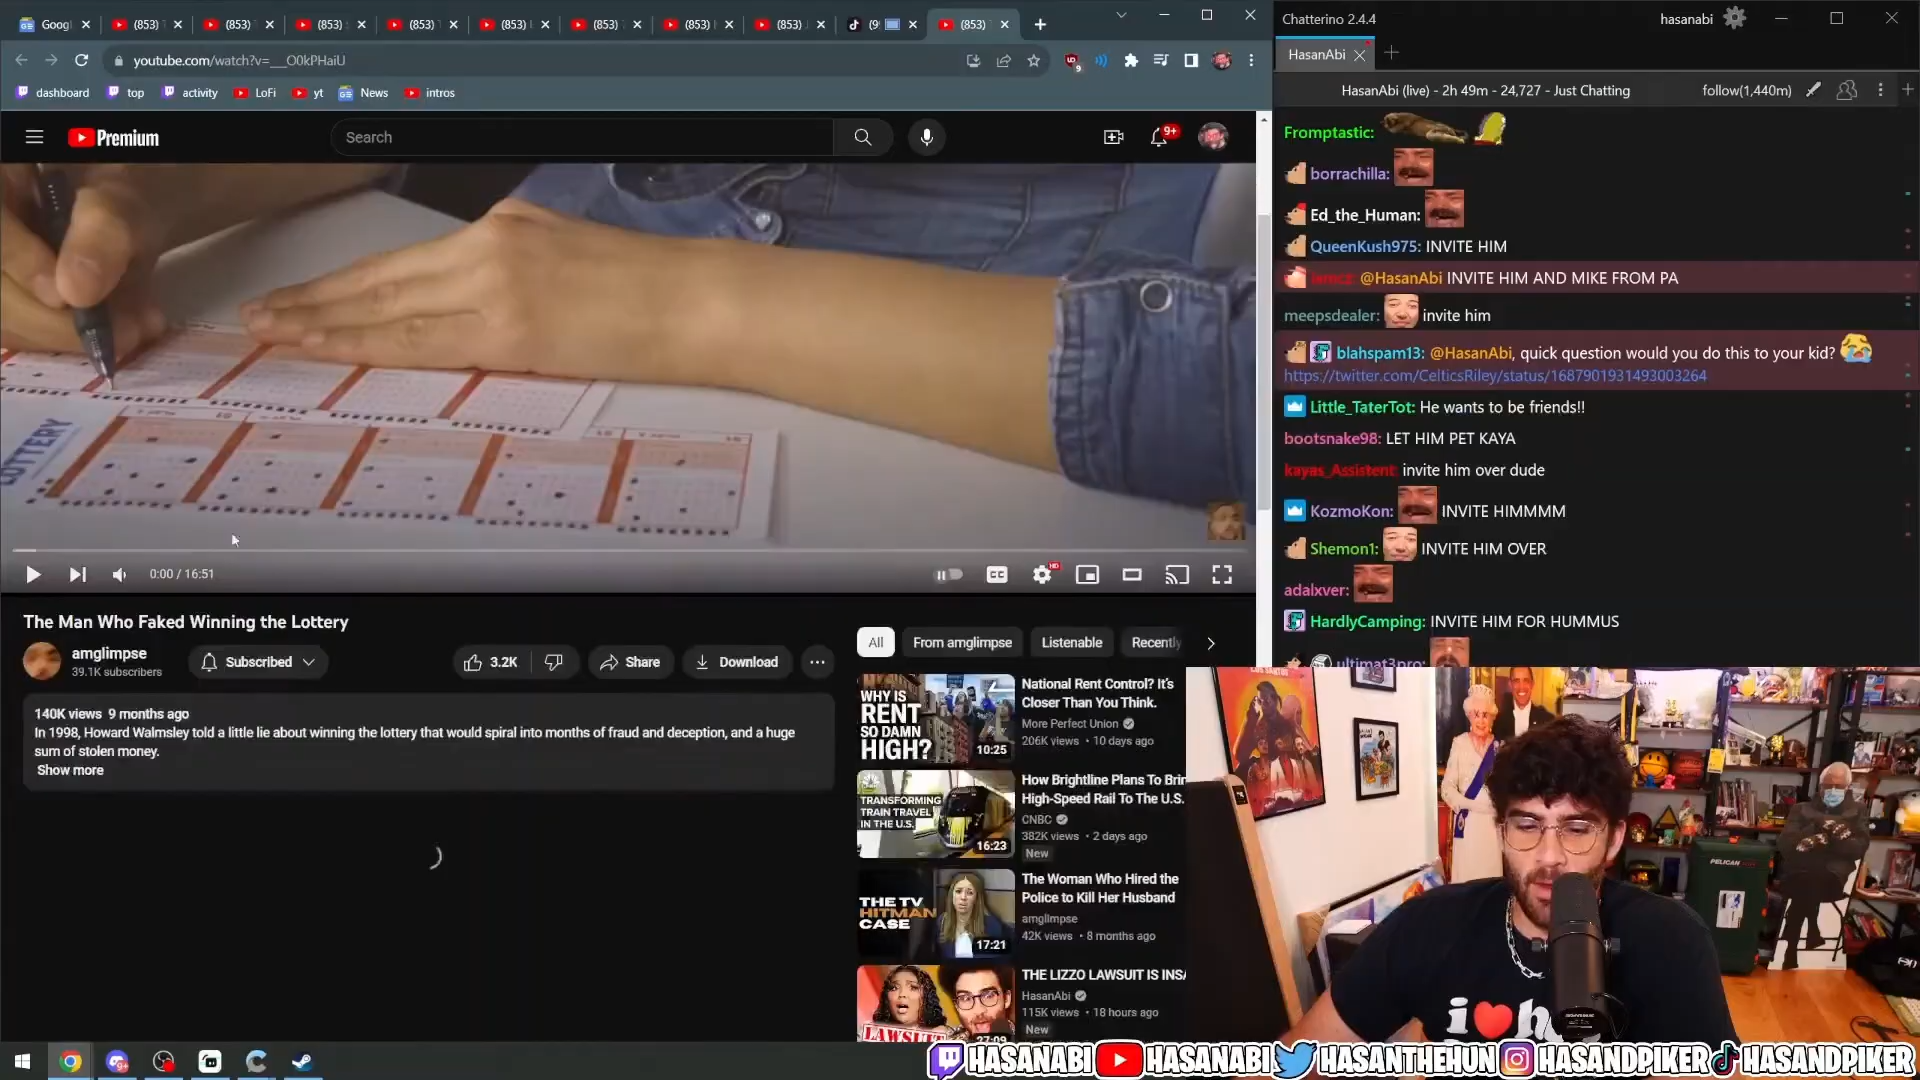 Googl
(853)
(853)
(853)
(853)
(853)
(853)
(853)
(853)
(853)
youtube.com/watch?v=__O0kPHaiU
9
dashboard
top
activity
LoFi
yt
News
intros
Premium
Search
9+
LOTTERY
0:00 / 16:51
CC
HD
The Man Who Faked Winning the Lottery
amglimpse
39.1K subscribers
Subscribed
3.2K
Share
Download
140K views 9 months ago
In 1998, Howard Walmsley told a little lie about winning the lottery that would spiral into months of fraud and deception, and a huge
sum of stolen money.
Show more
All
From amglimpse
Listenable
Recently
WHY IS
RENT
SO DAMN
HIGH?
10:25
National Rent Control? It's
Closer Than You Think.
More Perfect Union
206K views • 10 days ago
TRANSFORMING
TRAIN TRAVEL
IN THE U.S.
16:23
How Brightline Plans To Brin
High-Speed Rail To The U.S.
CNBC
382K views • 2 days ago
New
THE TV
HITMAN
CASE
17:21
The Woman Who Hired the
Police to Kill Her Husband
amglimpse
42K views • 8 months ago
LAWSUIT
27:09
THE LIZZO LAWSUIT IS INSA
HasanAbi
115K views • 18 hours ago
New
Chatterino 2.4.4
hasanabi
HasanAbi
HasanAbi (live) - 2h 49m - 24,727 - Just Chatting
follow(1,440m)
Fromptastic:
borrachilla:
Ed_the_Human:
QueenKush975: INVITE HIM
@HasanAbi INVITE HIM AND MIKE FROM PA
meepsdealer: invite him
blahspam13: @HasanAbi, quick question would you do this to your kid?
https://twitter.com/CelticsRiley/status/1687901931493003264
Little_TaterTot: He wants to be friends!!
bootsnake98: LET HIM PET KAYA
kayas_Assistent: invite him over dude
KozmoKon: INVITE HIMMMM
Shemon1: INVITE HIM OVER
adalxver:
HardlyCamping: INVITE HIM FOR HUMMUS
ultimat3pro:
PELICAN
i ❤ h
HASANABI
HASANABI
HASANTHEHUN
HASANDPIKER
HASANDPIKER